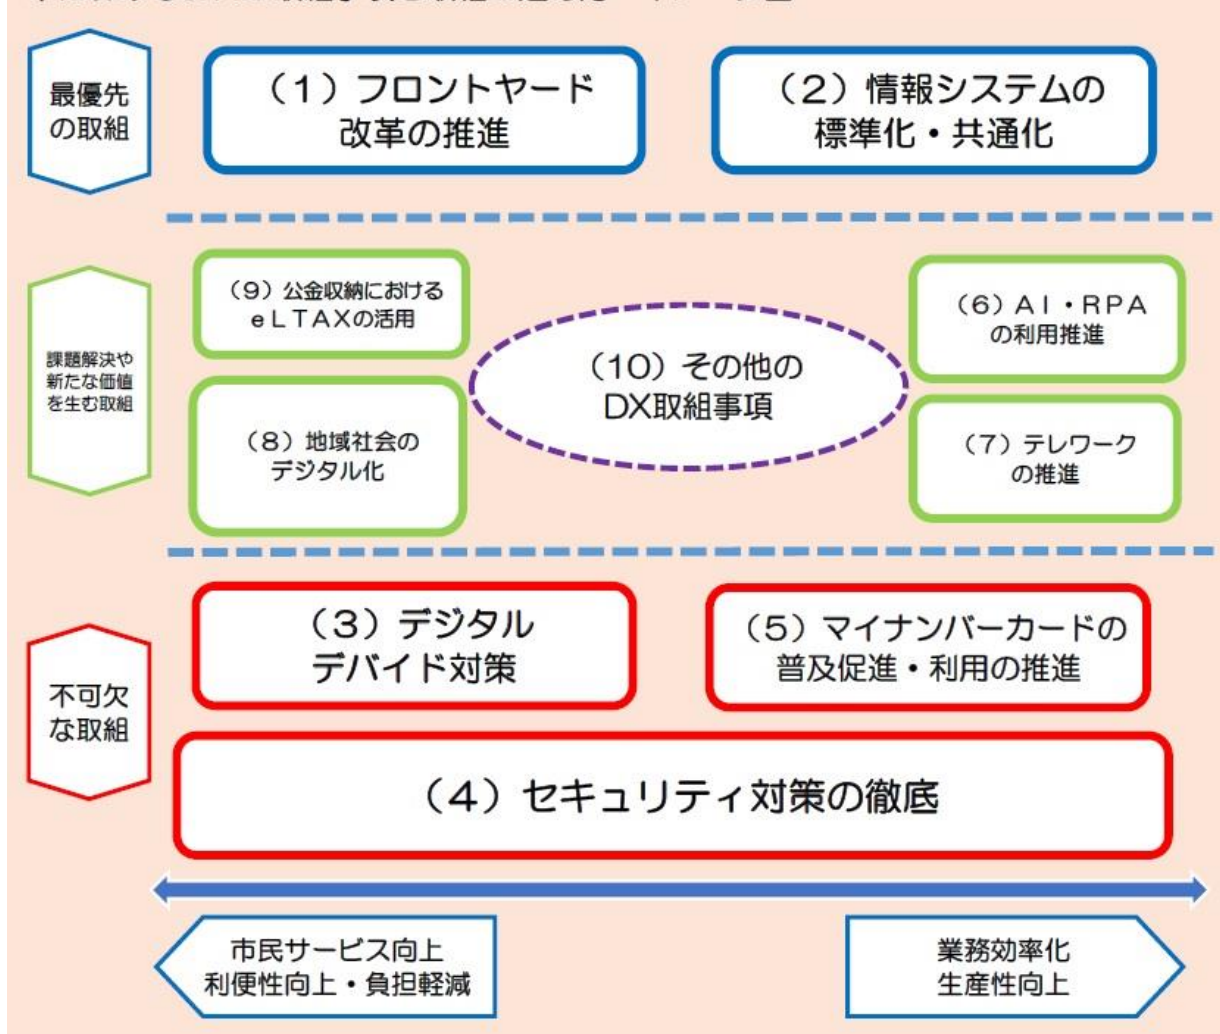 最優先
の取組
（１）フロントヤード
改革の推進
（２）情報システムの
標準化・共通化
課題解決や
新たな価値
を生む取組
（９）公金収納における
ｅＬＴＡＸの活用
（８）地域社会の
デジタル化
（10）その他の
DX取組事項
（６）ＡＩ・ＲＰＡ
の利用推進
（７）テレワーク
の推進
不可欠
な取組
（３）デジタル
デバイド対策
（５）マイナンバーカードの
普及促進・利用の推進
（４）セキュリティ対策の徹底
市民サービス向上
利便性向上・負担軽減
業務効率化
生産性向上